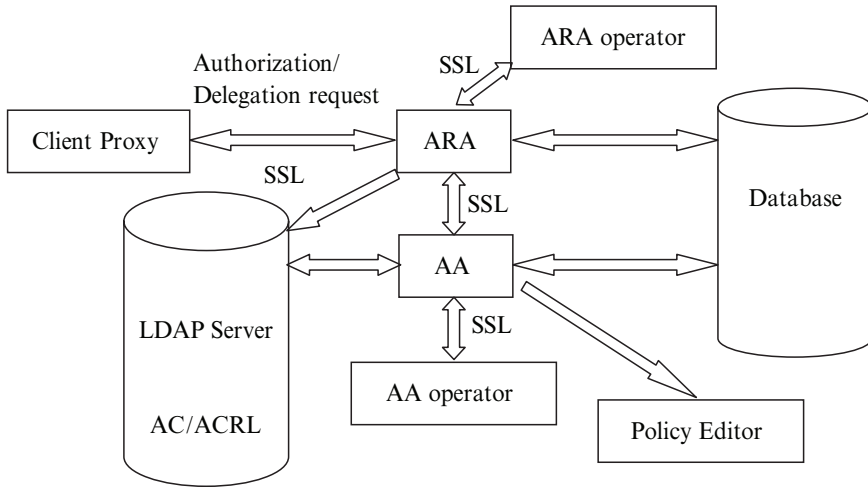 ARA operator
SSL
Authorization/
Delegation request
Client Proxy
ARA
SSL
SSL
Database
AA
SSL
LDAP Server
AA operator
AC/ACRL
Policy Editor